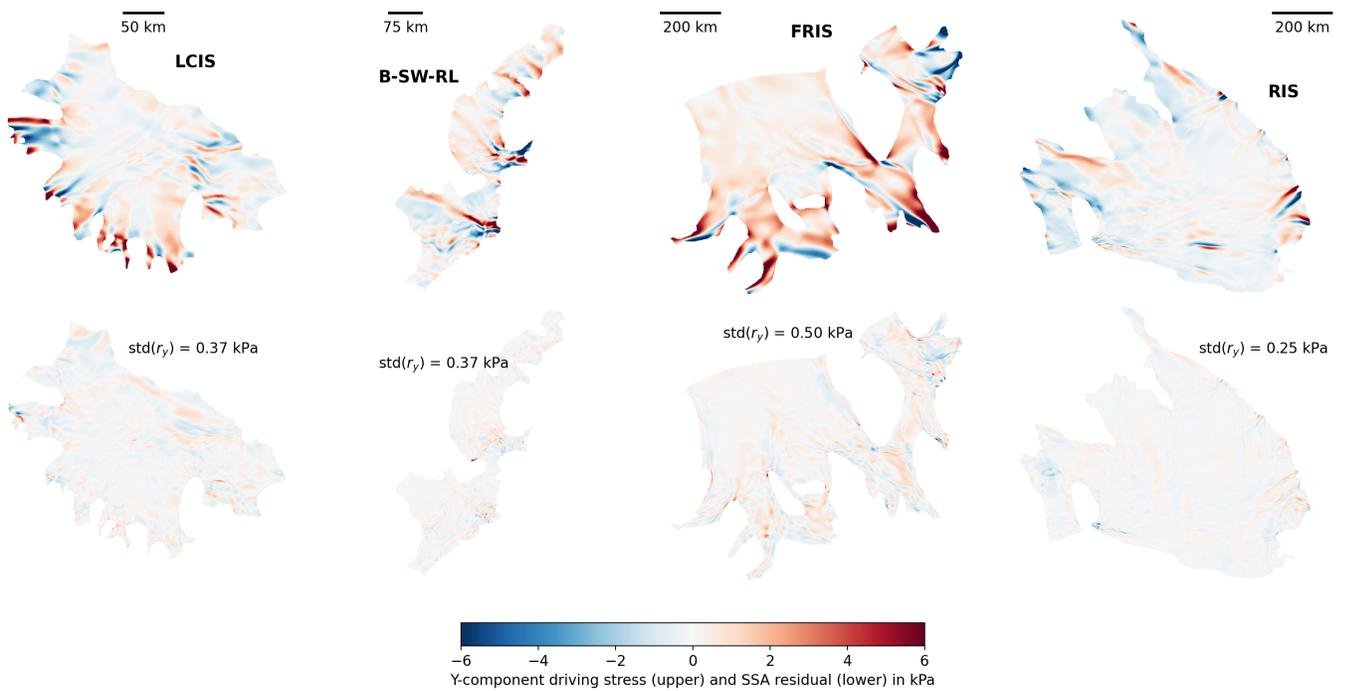 50 km
LCIS
75 km
B-SW-RL
200 km
FRIS
200 km
RIS
std(r_y) = 0.37 kPa
std(r_y) = 0.37 kPa
std(r_y) = 0.50 kPa
std(r_y) = 0.25 kPa
−6 −4 −2 0 2 4 6
Y-component driving stress (upper) and SSA residual (lower) in kPa